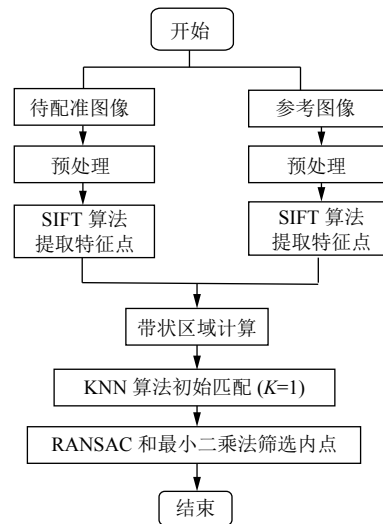 开始
待配准图像
参考图像
预处理
预处理
SIFT 算法
提取特征点
SIFT 算法
提取特征点
带状区域计算
KNN 算法初始匹配 (K=1)
RANSAC 和最小二乘法筛选内点
结束